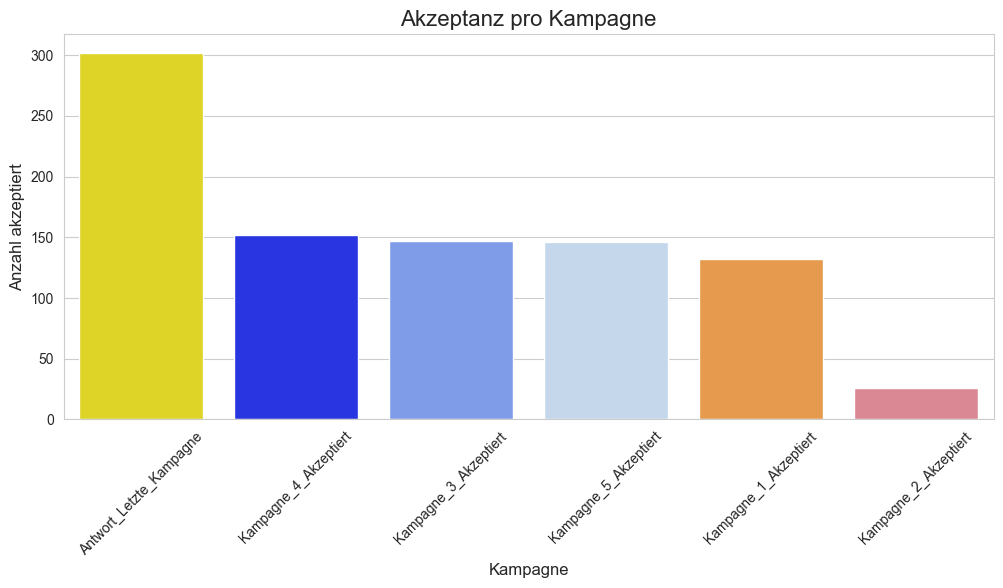 Akzeptanz pro Kampagne
Anzahl akzeptiert
300
250
200
150
100
50
0
Antwort_Letzte_Kampagne
Kampagne_4_Akzeptiert
Kampagne_3_Akzeptiert
Kampagne_5_Akzeptiert
Kampagne_1_Akzeptiert
Kampagne_2_Akzeptiert
Kampagne